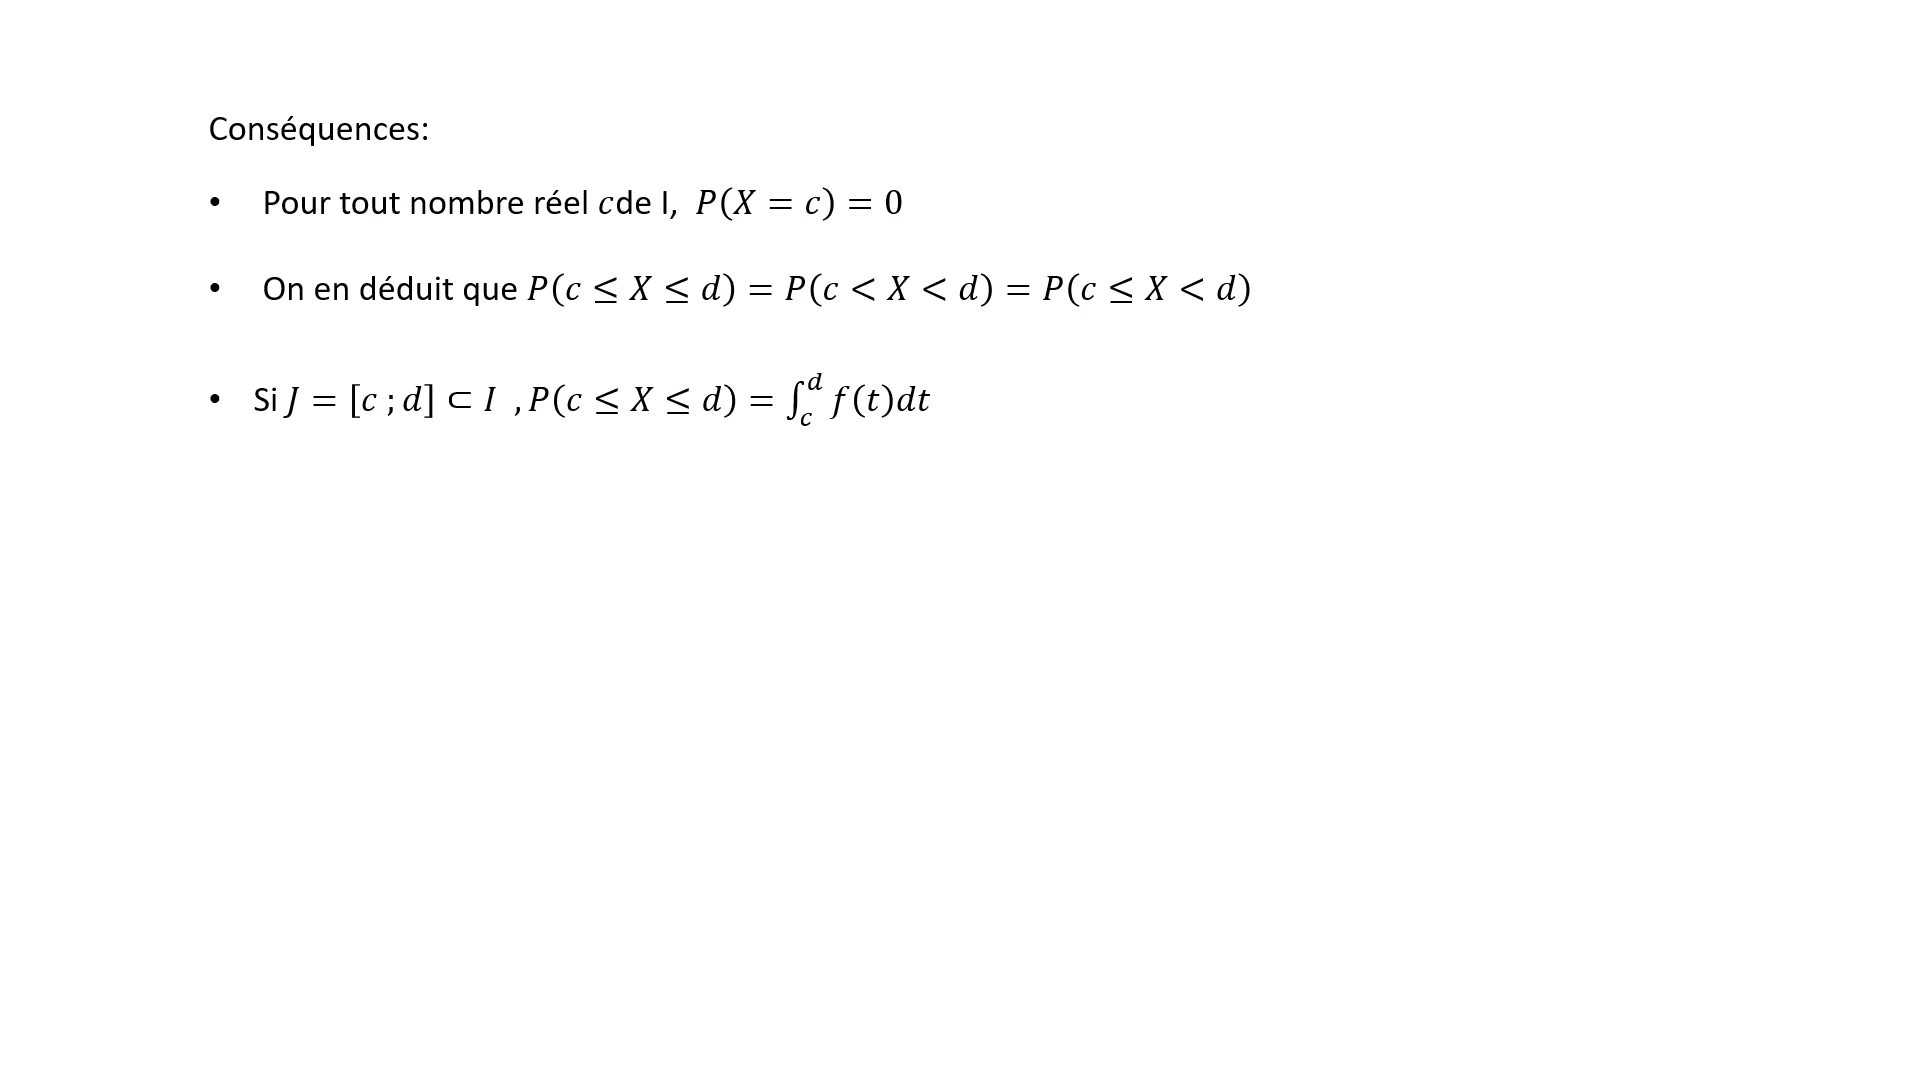 Conséquences:
• Pour tout nombre réel 𝑐de I, 𝑃(𝑋 = 𝑐) = 0
• On en déduit que 𝑃(𝑐 ≤ 𝑋 ≤ 𝑑) = 𝑃(𝑐 < 𝑋 < 𝑑) = 𝑃(𝑐 ≤ 𝑋 < 𝑑)
• Si 𝐽 = [𝑐 ; 𝑑] ⊂ 𝐼 , 𝑃(𝑐 ≤ 𝑋 ≤ 𝑑) = ∫_𝑐^𝑑 𝑓(𝑡)𝑑𝑡